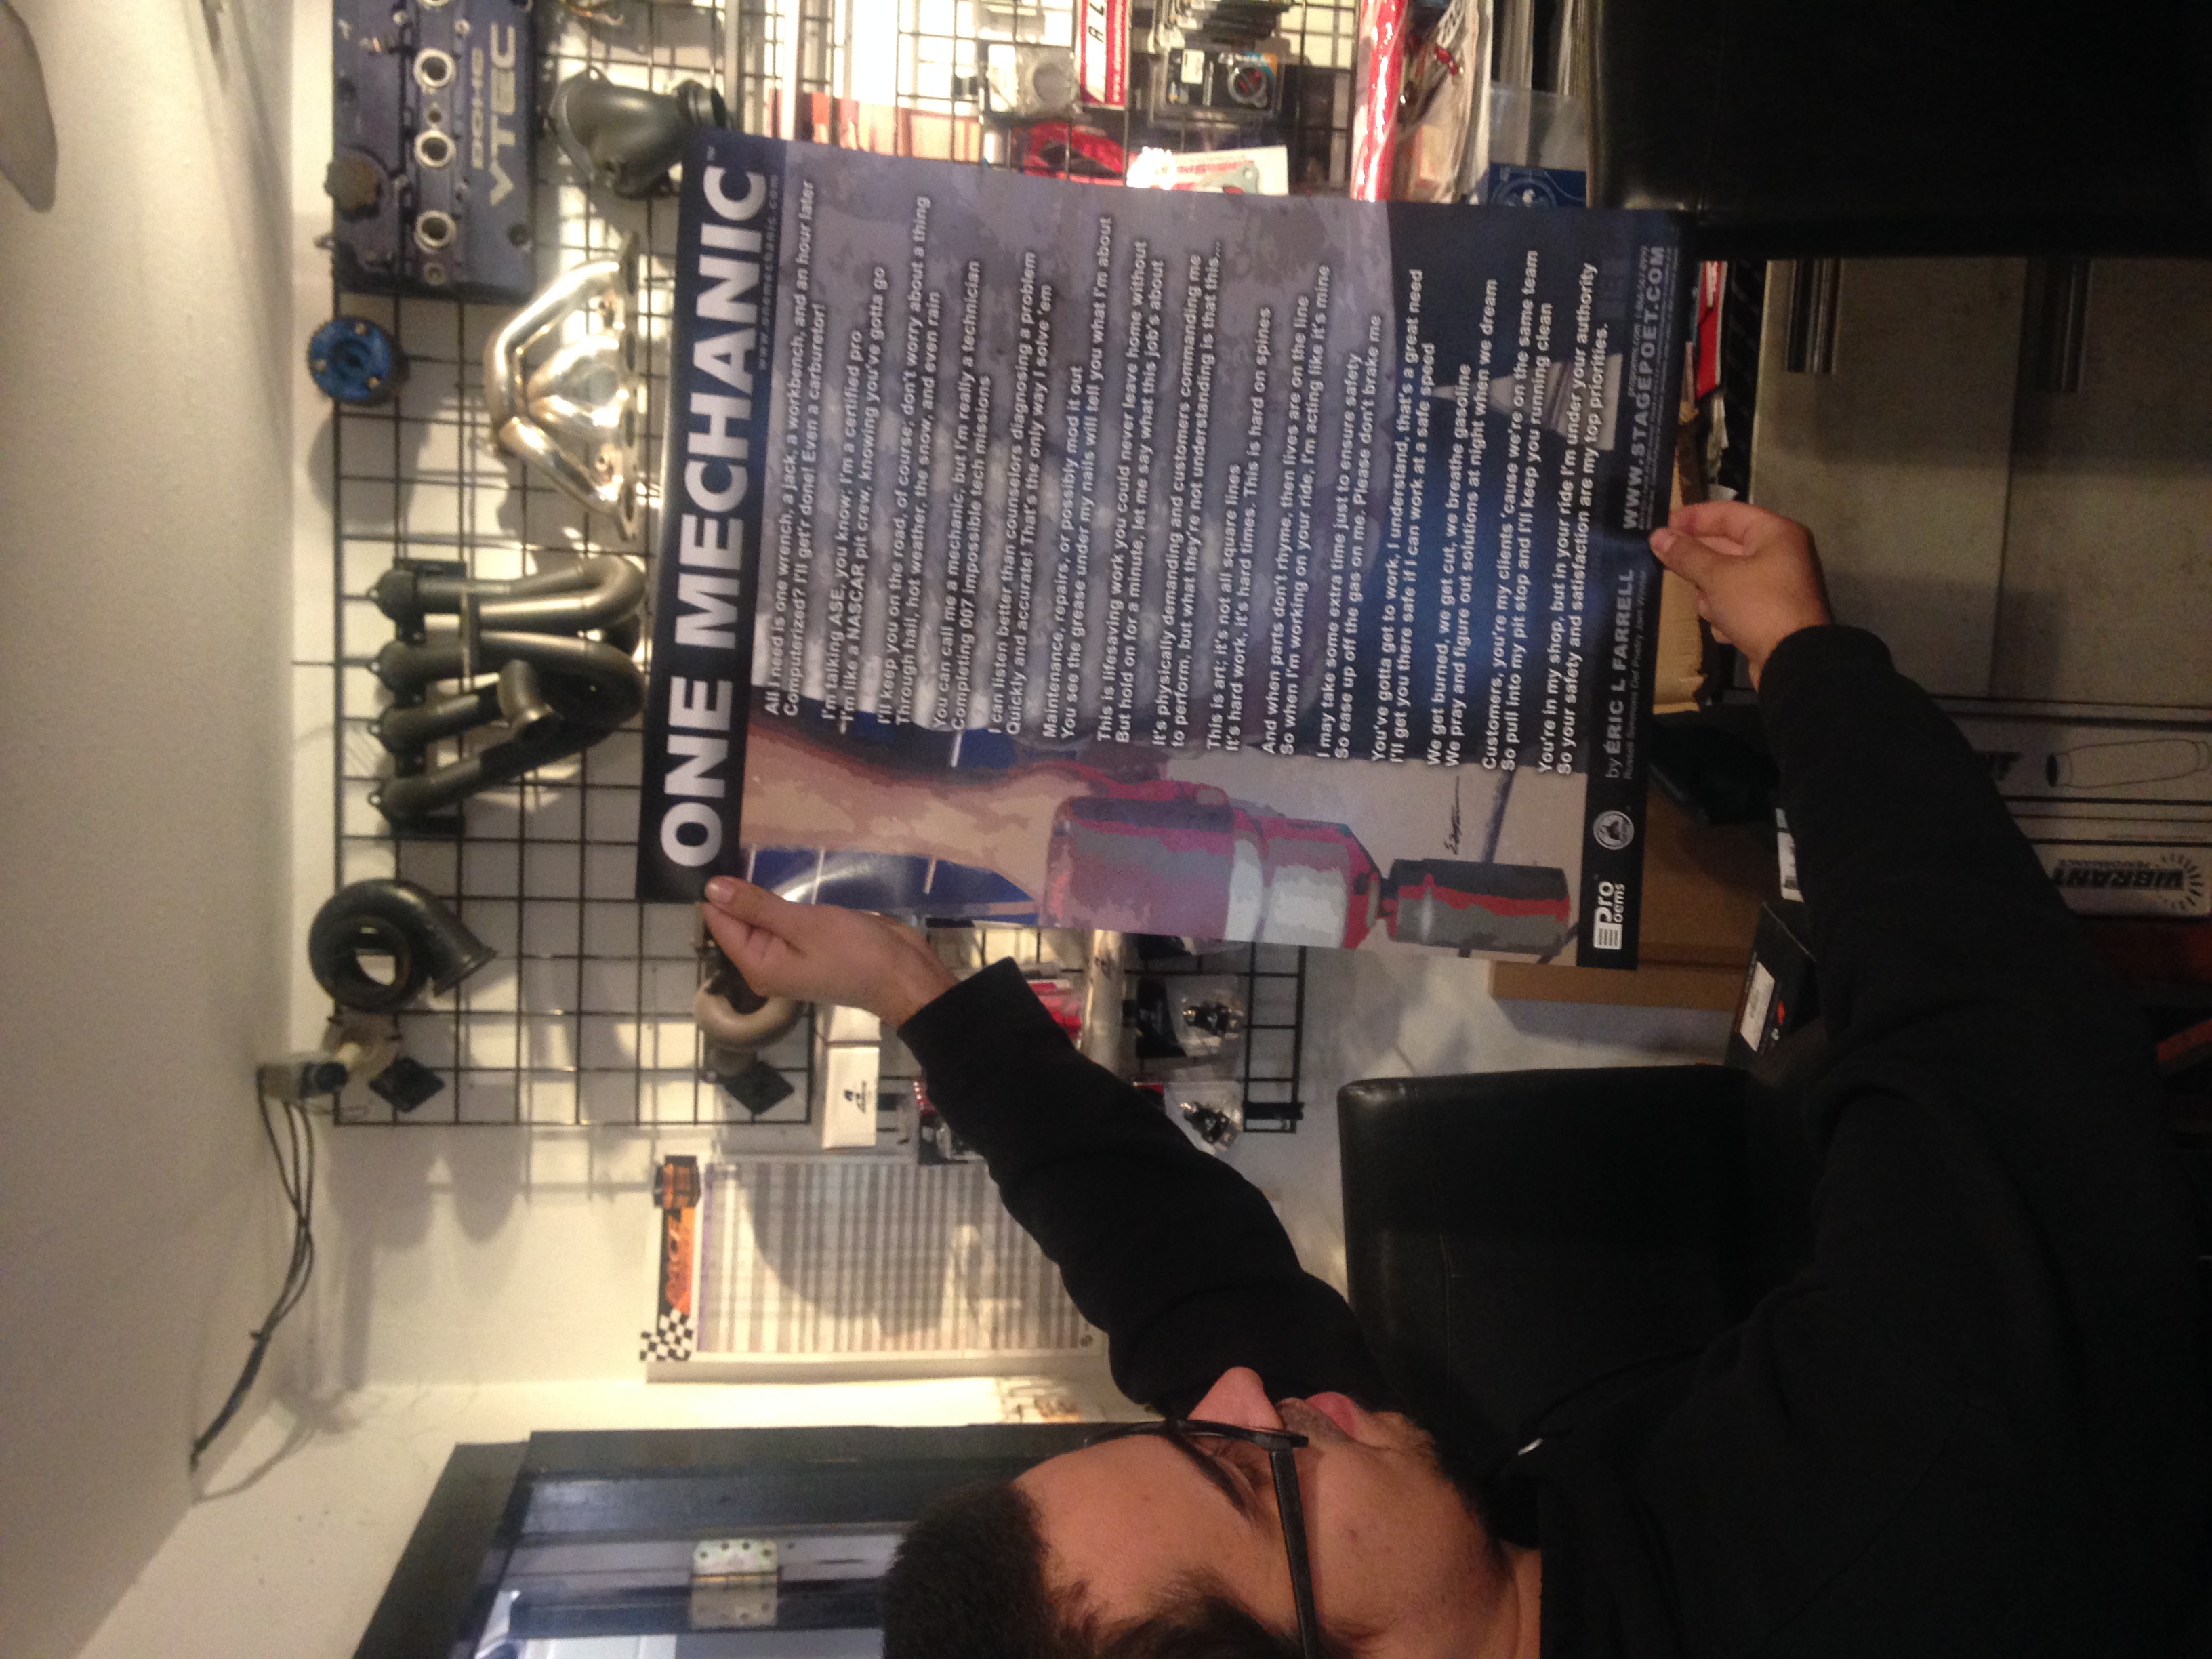 ONE MECHANIC™
www.onemechanic.com
All I need is one wrench, a jack, a workbench, and an hour later
Computerized? I'll get'r done! Even a carburetor!
I'm talking ASE, you know; I'm a certified pro
I'm like a NASCAR pit crew, knowing you've gotta go
I'll keep you on the road, of course; don't worry about a thing
Through hail, hot weather, the snow, and even rain
You can call me a mechanic, but I'm really a technician
Completing 007 impossible tech missions
I can listen better than counselors diagnosing a problem
Quickly and accurate! That's the only way I solve 'em
Maintenance, repairs, or possibly mod it out
You see the grease under my nails will tell you what I'm about
This is lifesaving work you could never leave home without
But hold on for a minute, let me say what this job's about
It's physically demanding and customers commanding me
to perform, but what they're not understanding is that this...
This is art; it's not all square lines
It's hard work, it's hard times. This is hard on spines
And when parts don't rhyme, then lives are on the line
So when I'm working on your ride, I'm acting like it's mine
I may take some extra time just to ensure safety
So ease up off the gas on me. Please don't brake me
You've gotta get to work, I understand, that's a great need
I'll get you there safe if I can work at a safe speed
We get burned, we get cut, we breathe gasoline
We pray and figure out solutions at night when we dream
Customers, you're my clients 'cause we're on the same team
So pull into my pit stop and I'll keep you running clean
You're in my shop, but in your ride I'm under your authority
So your safety and satisfaction are my top priorities.
Pro oems
by ÉRIC L FARRELL
Russell Simmons Def Poetry Jam Winner
WWW.STAGEPOET.COM
DOHC
VTEC
VIBRANT
PERFORMANCE